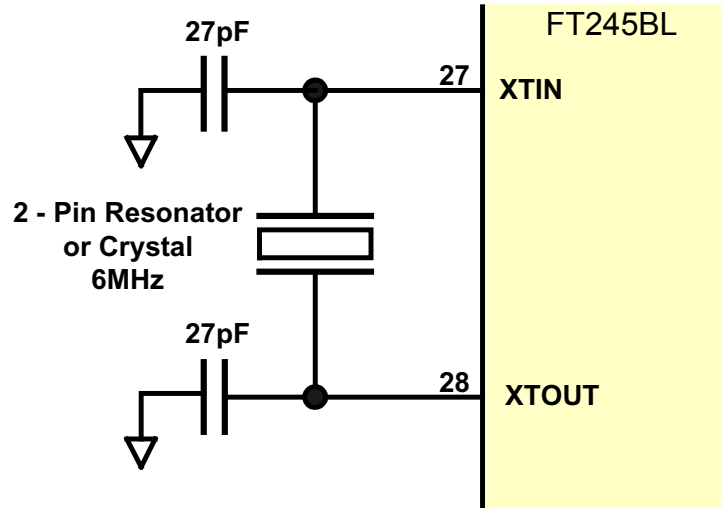 FT245BL
27pF
27
XTIN
2 - Pin Resonator
or Crystal
6MHz
27pF
28
XTOUT